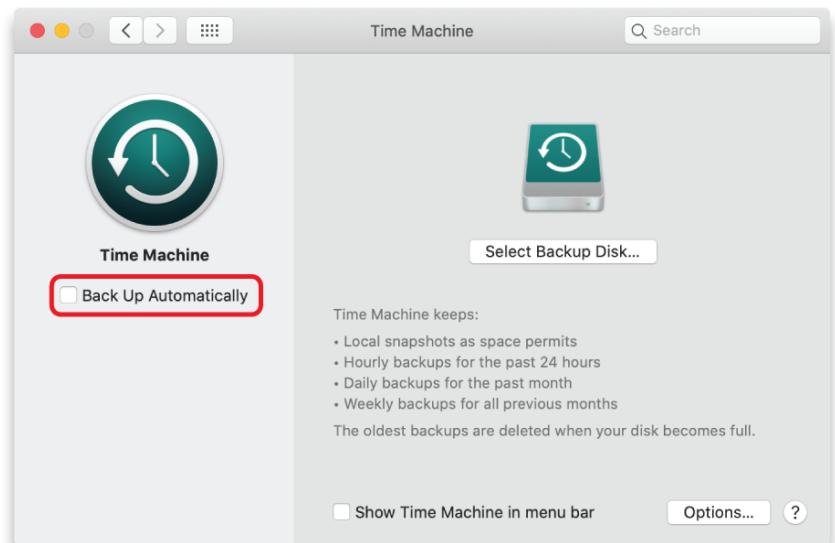 Time Machine
Search
Time Machine
Back Up Automatically
Select Backup Disk...
Time Machine keeps:
• Local snapshots as space permits
• Hourly backups for the past 24 hours
• Daily backups for the past month
• Weekly backups for all previous months
The oldest backups are deleted when your disk becomes full.
Show Time Machine in menu bar
Options...
?